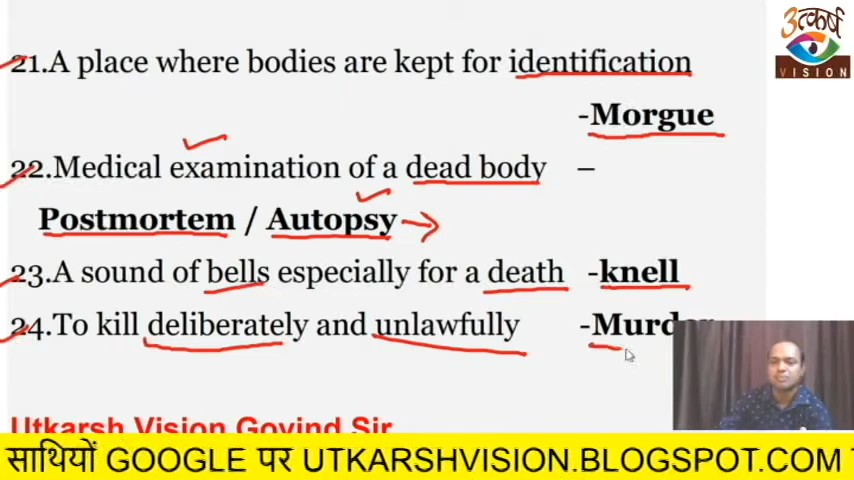 उत्कर्ष
VISION
21.A place where bodies are kept for identification
-Morgue
22.Medical examination of a dead body –
Postmortem / Autopsy
23.A sound of bells especially for a death -knell
24.To kill deliberately and unlawfully
Utkarsh Vision Govind Sir
साथियों GOOGLE पर UTKARSHVISION.BLOGSPOT.COM